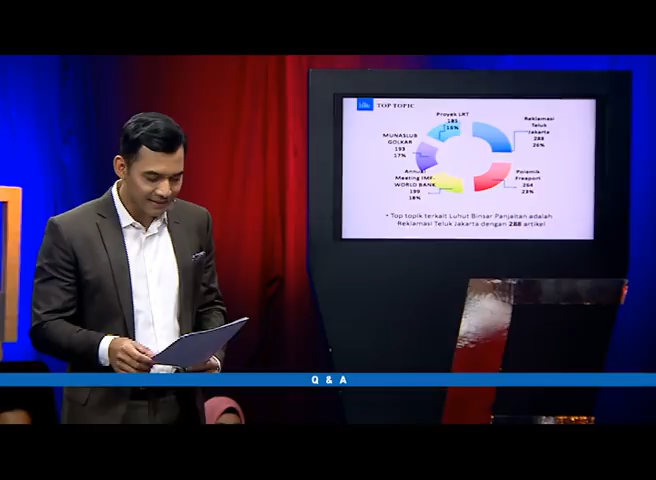 TOP TOPIC
Proyek LRT
185
16%
Reklamasi
Teluk
Jakarta
288
26%
MUNASLUB
GOLKAR
193
17%
Polemik
Freeport
264
23%
Annual
Meeting IMF-
WORLD BANK
199
18%
• Top topik terkait Luhut Binsar Panjaitan adalah
Reklamasi Teluk Jakarta dengan 288 artikel
Q & A